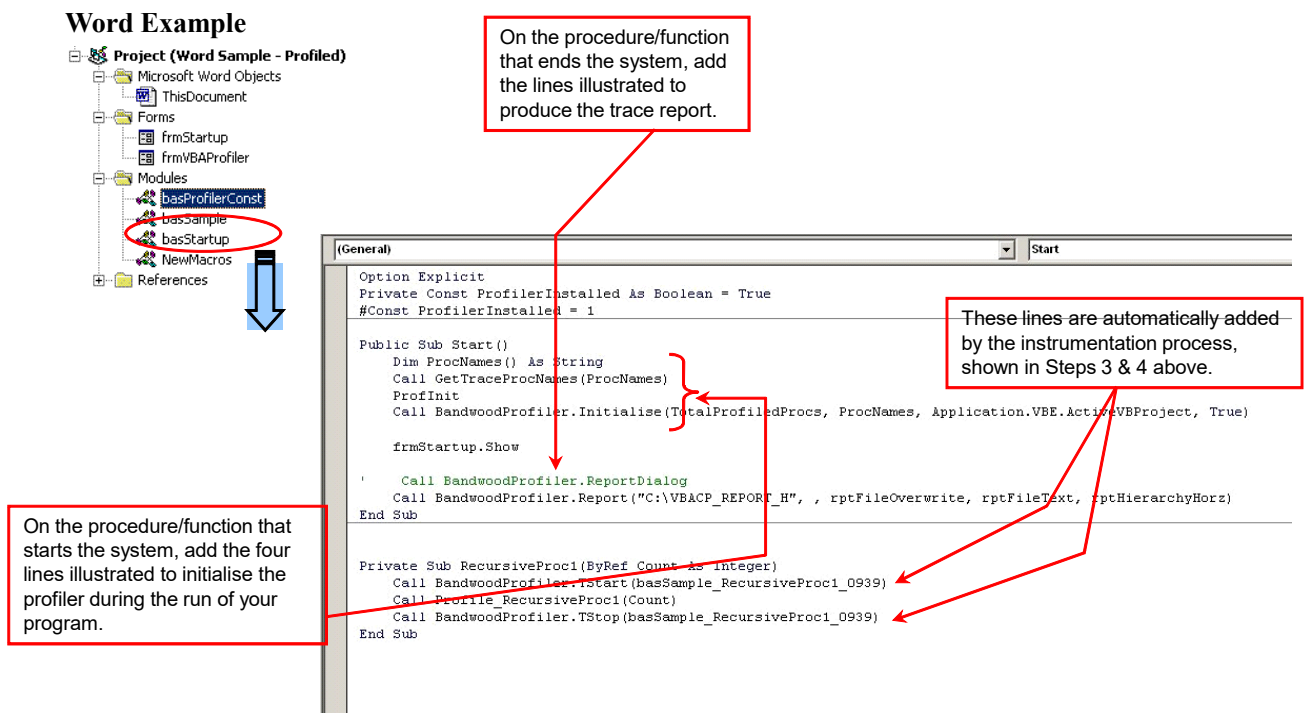 Word Example
Project (Word Sample - Profiled)
Microsoft Word Objects
ThisDocument
Forms
frmStartup
frmVBAProfiler
Modules
basProfilerConst
basSample
basStartup
NewMacros
References
On the procedure/function
that ends the system, add
the lines illustrated to
produce the trace report.
(General)
Start
Option Explicit
Private Const ProfilerInstalled As Boolean = True
#Const ProfilerInstalled = 1
These lines are automatically added
by the instrumentation process,
shown in Steps 3 & 4 above.
Public Sub Start()
Dim ProcNames() As String
Call GetTraceProcNames(ProcNames)
ProfInit
Call BandwoodProfiler.Initialise(TotalProfiledProcs, ProcNames, Application.VBE.ActiveVBProject, True)
frmStartup.Show
' Call BandwoodProfiler.ReportDialog
Call BandwoodProfiler.Report("C:\VBACP_REPORT_H", , rptFileOverwrite, rptFileText, rptHierarchyHorz)
End Sub
On the procedure/function that
starts the system, add the four
lines illustrated to initialise the
profiler during the run of your
program.
Private Sub RecursiveProc1(ByRef Count As Integer)
Call BandwoodProfiler.TStart(basSample_RecursiveProc1_0939)
Call Profile_RecursiveProc1(Count)
Call BandwoodProfiler.TStop(basSample_RecursiveProc1_0939)
End Sub